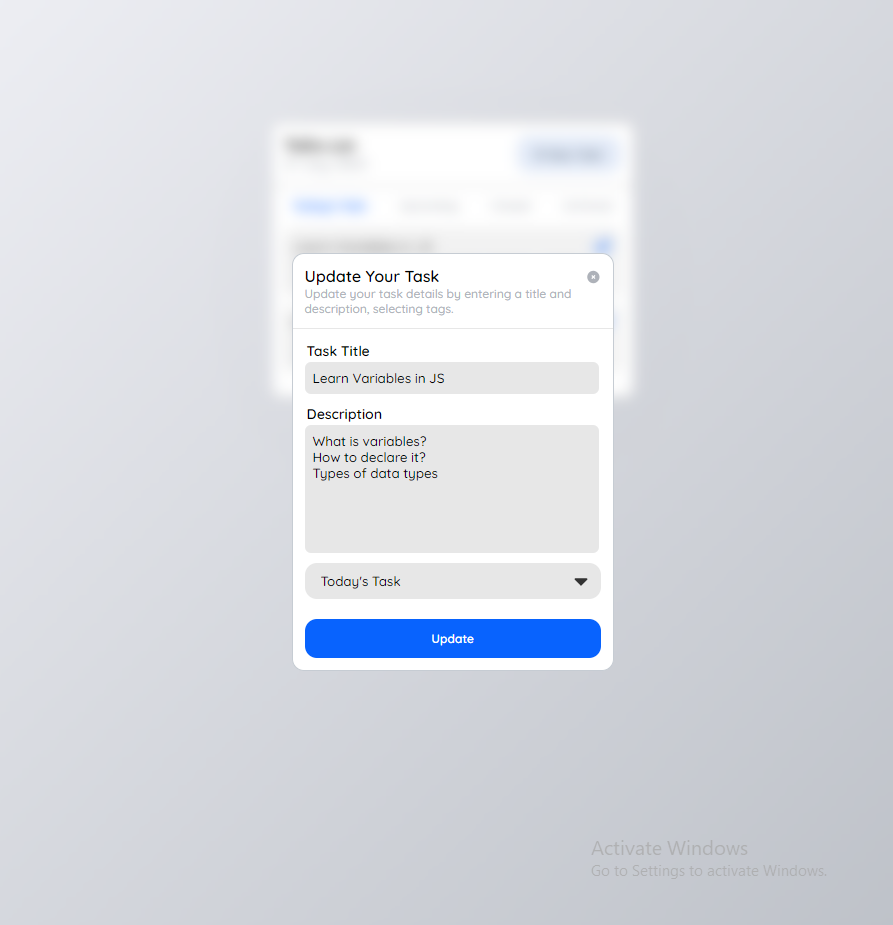 Update Your Task
Update your task details by entering a title and
description, selecting tags.
Task Title
Learn Variables in JS
Description
What is variables?
How to declare it?
Types of data types
Today's Task
Update
Activate Windows
Go to Settings to activate Windows.